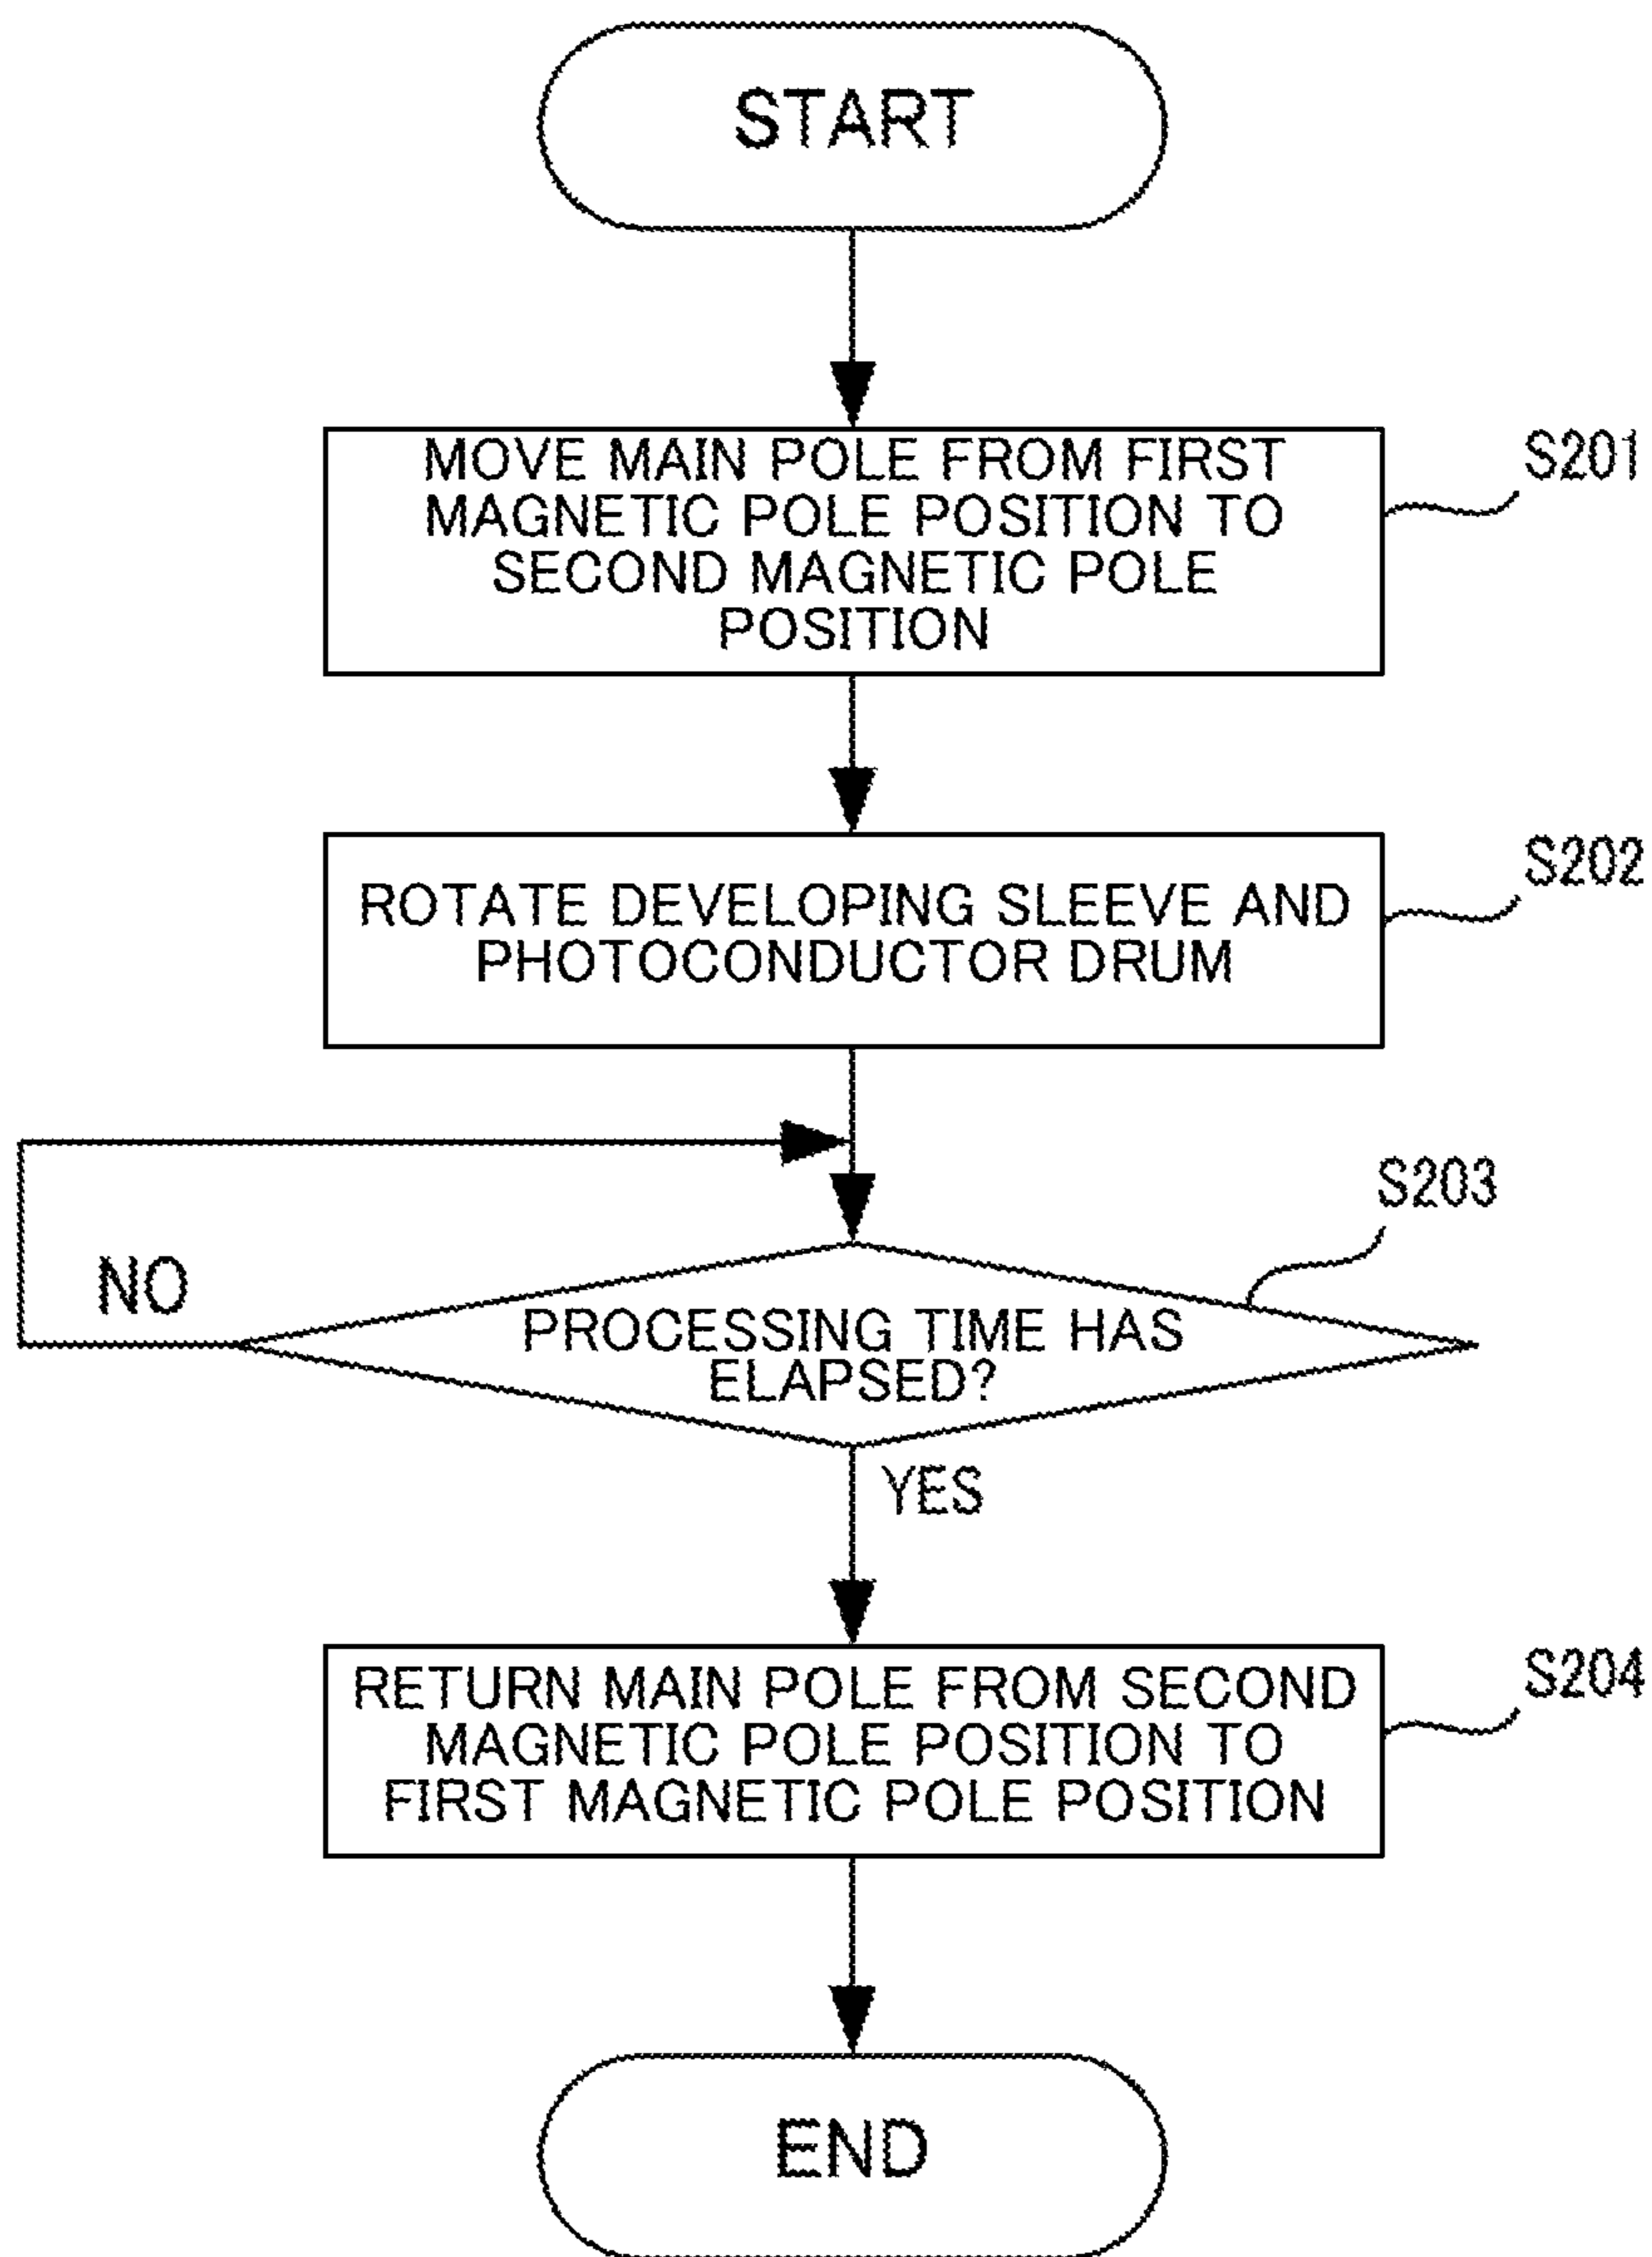 START
MOVE MAIN POLE FROM FIRST
MAGNETIC POLE POSITION TO
SECOND MAGNETIC POLE
POSITION
S201
ROTATE DEVELOPING SLEEVE AND
PHOTOCONDUCTOR DRUM
S202
S203
NO
PROCESSING TIME HAS
ELAPSED?
YES
RETURN MAIN POLE FROM SECOND
MAGNETIC POLE POSITION TO
FIRST MAGNETIC POLE POSITION
S204
END